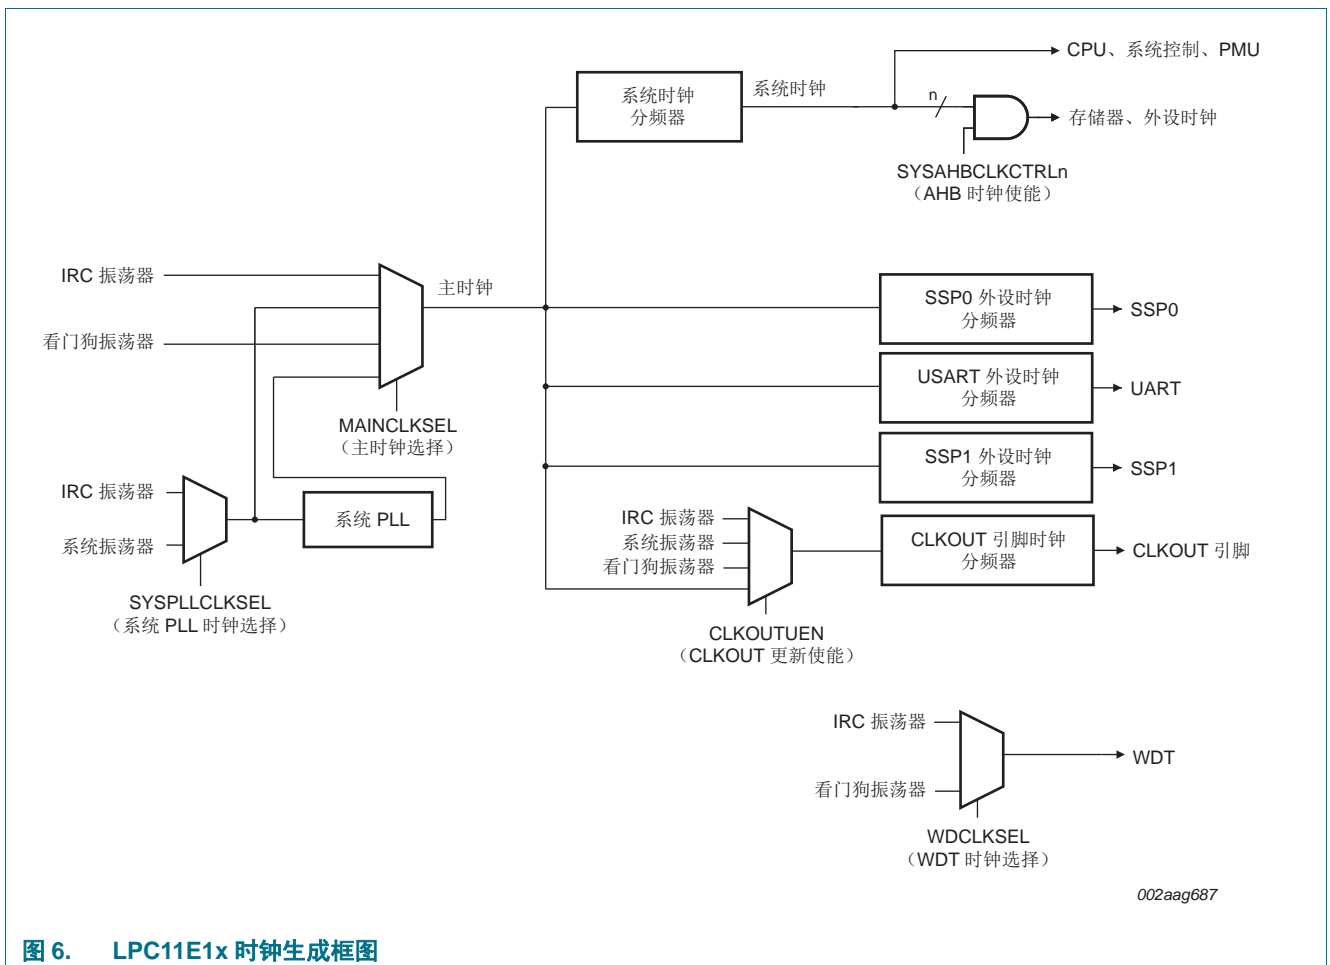 CPU、系统控制、PMU
系统时钟
分频器
系统时钟
n
存储器、外设时钟
SYSAHBCLKCTRLn
（AHB 时钟使能）
IRC 振荡器
主时钟
看门狗振荡器
MAINCLKSEL
（主时钟选择）
SSP0 外设时钟
分频器
SSP0
USART 外设时钟
分频器
UART
SSP1 外设时钟
分频器
SSP1
IRC 振荡器
系统振荡器
系统 PLL
SYSPLLCLKSEL
（系统 PLL 时钟选择）
IRC 振荡器
系统振荡器
看门狗振荡器
CLKOUT 引脚时钟
分频器
CLKOUT 引脚
CLKOUTUEN
（CLKOUT 更新使能）
IRC 振荡器
看门狗振荡器
WDT
WDCLKSEL
（WDT 时钟选择）
002aag687
图 6. LPC11E1x 时钟生成框图